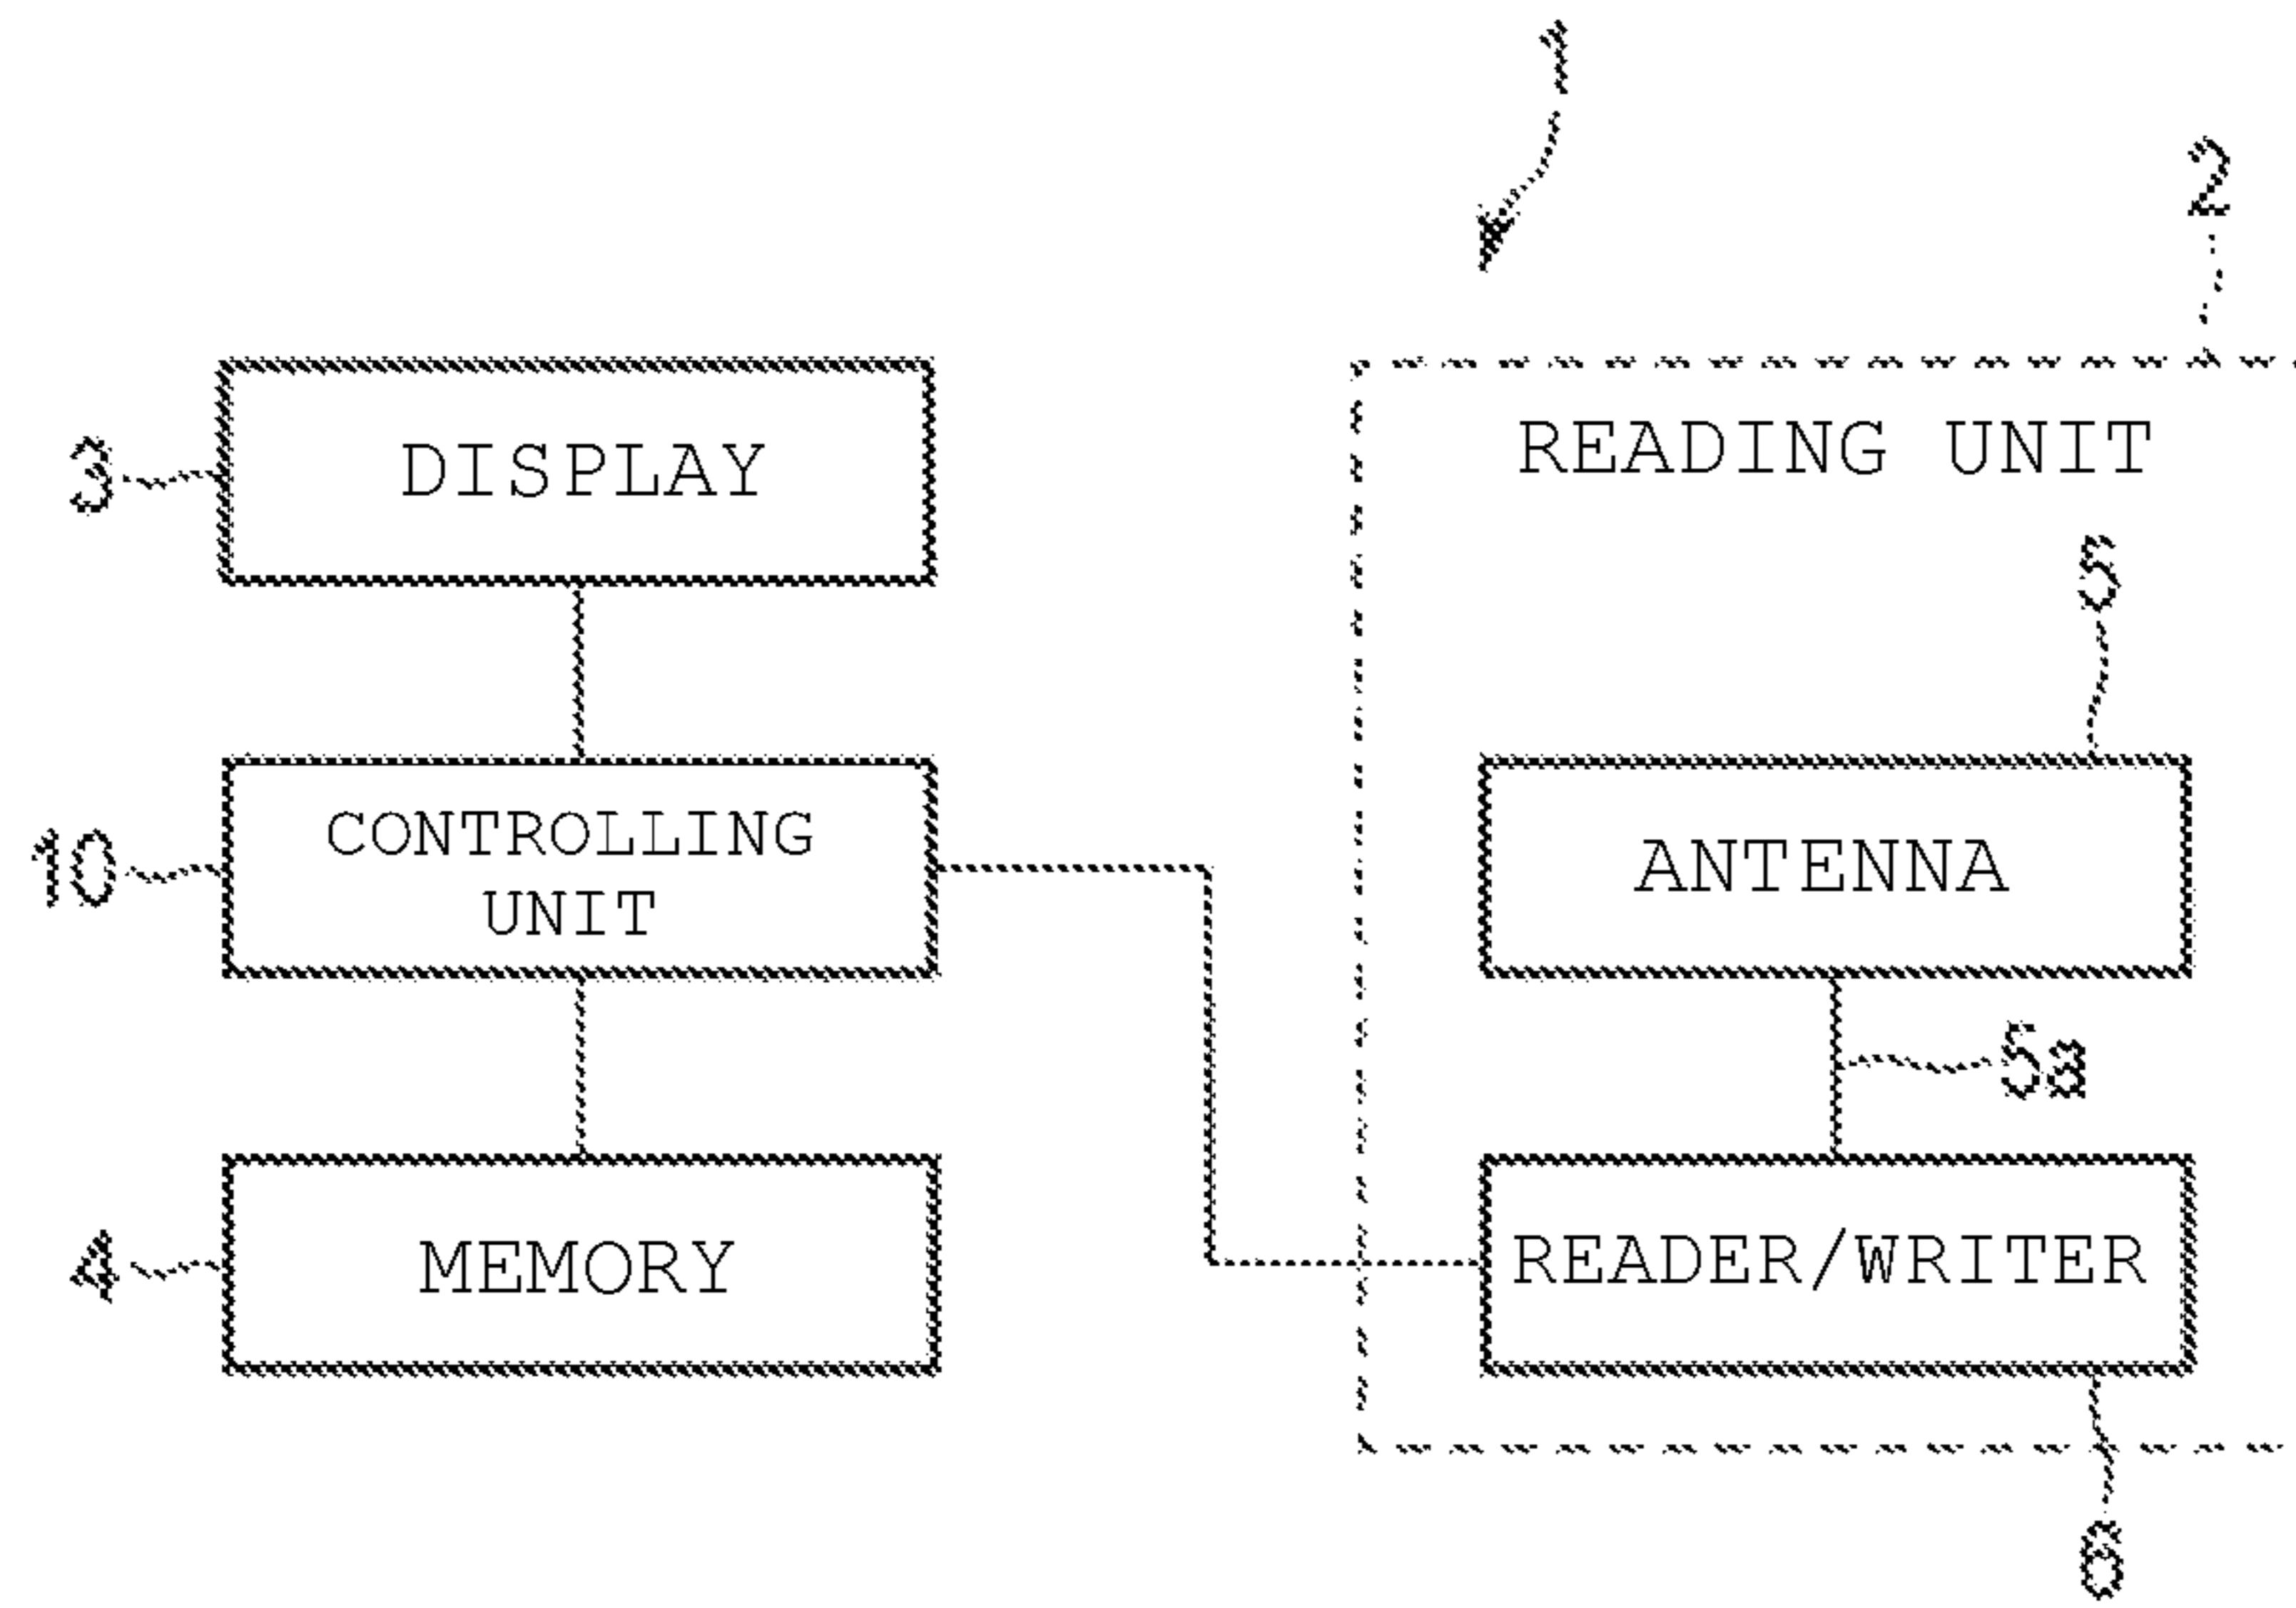 1
2
3
DISPLAY
READING UNIT
5
10
CONTROLLING
UNIT
ANTENNA
5a
4
MEMORY
READER/WRITER
6